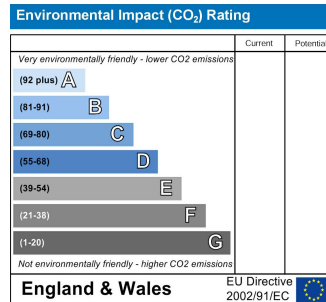 Environmental Impact (CO₂) Rating
Current Potential
Very environmentally friendly - lower CO2 emissions
(92 plus) A
(81-91) B
(69-80) C
(55-68) D
(39-54) E
(21-38) F
(1-20) G
Not environmentally friendly - higher CO2 emissions
England & Wales
EU Directive
2002/91/EC